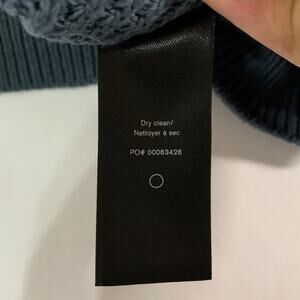 Dry clean/
Nettoyer à sec
PO# 00063426